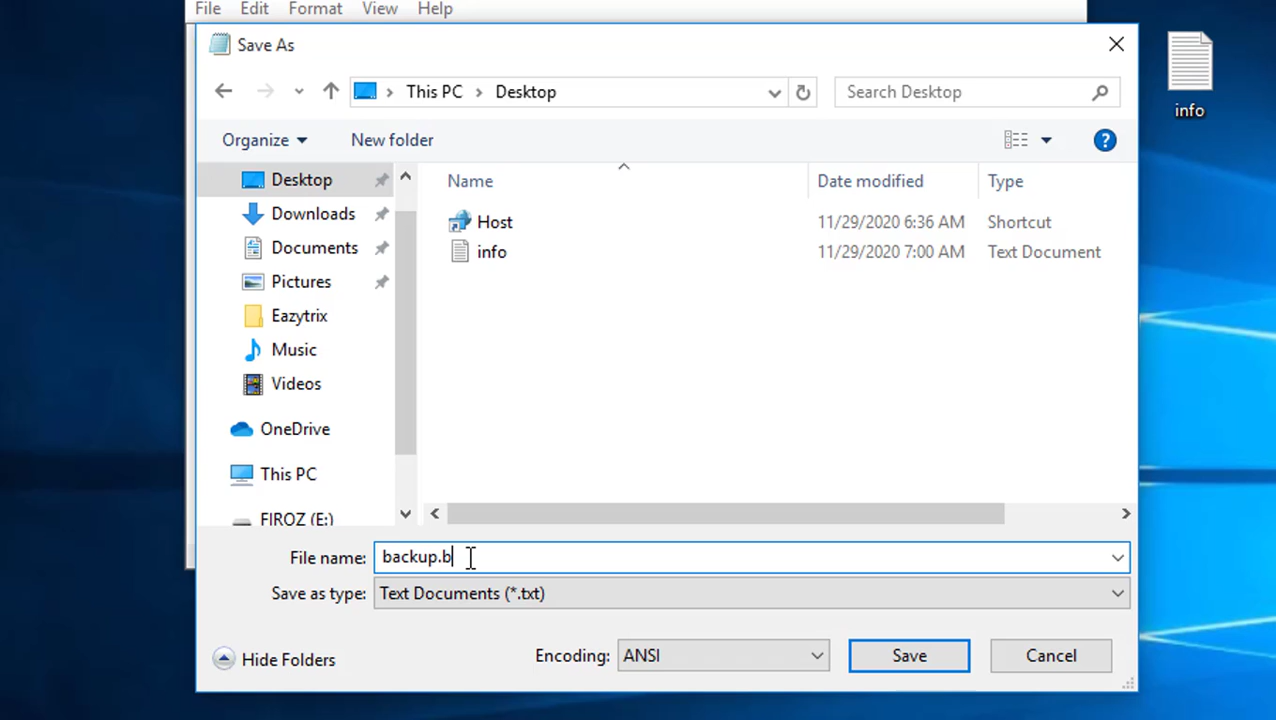 File Edit Format View Help
Save As
This PC Desktop
Search Desktop
info
Organize New folder
Name Date modified Type
Desktop
Downloads
Documents
Pictures
Eazytrix
Music
Videos
OneDrive
This PC
FIROZ (E:)
Host 11/29/2020 6:36 AM Shortcut
info 11/29/2020 7:00 AM Text Document
File name: backup.b
Save as type: Text Documents (*.txt)
Hide Folders Encoding: ANSI Save Cancel